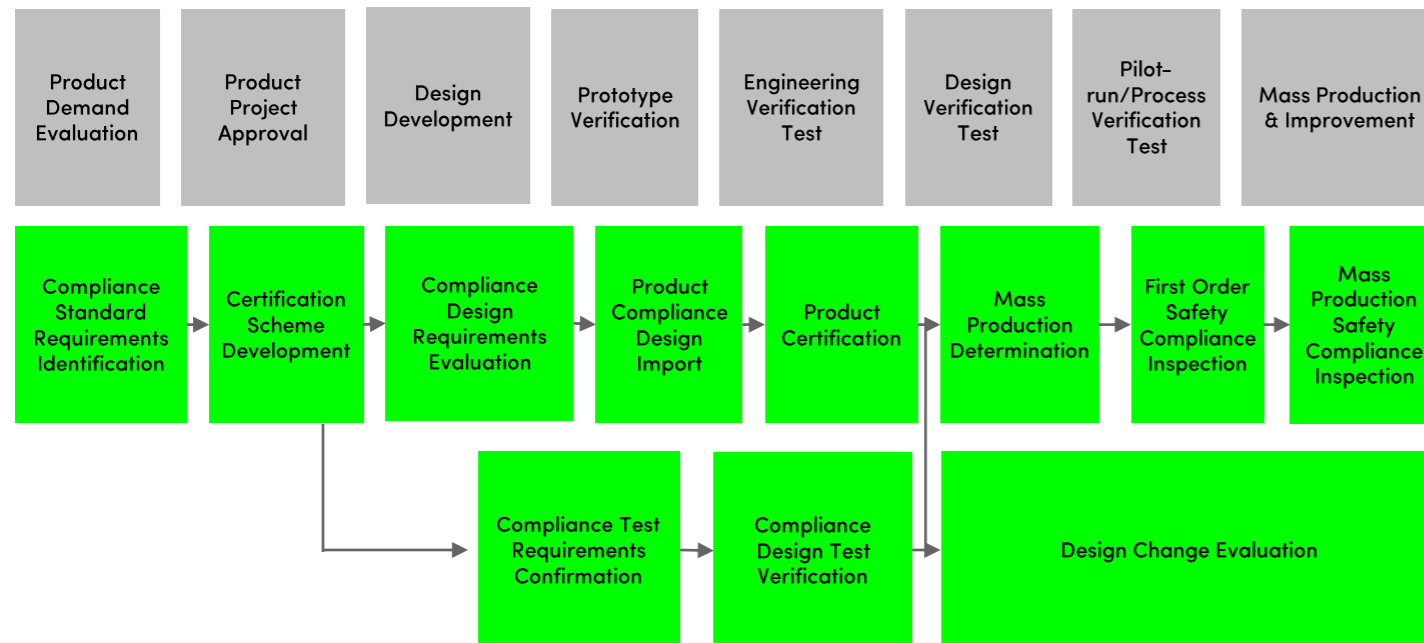 Product
Demand
Evaluation
Product
Project
Approval
Design
Development
Prototype
Verification
Engineering
Verification
Test
Design
Verification
Test
Pilot-
run/Process
Verification
Test
Mass Production
& Improvement
Compliance
Standard
Requirements
Identification
Certification
Scheme
Development
Compliance
Design
Requirements
Evaluation
Product
Compliance
Design
Import
Product
Certification
Mass
Production
Determination
First Order
Safety
Compliance
Inspection
Mass
Production
Safety
Compliance
Inspection
Compliance Test
Requirements
Confirmation
Compliance
Design Test
Verification
Design Change Evaluation